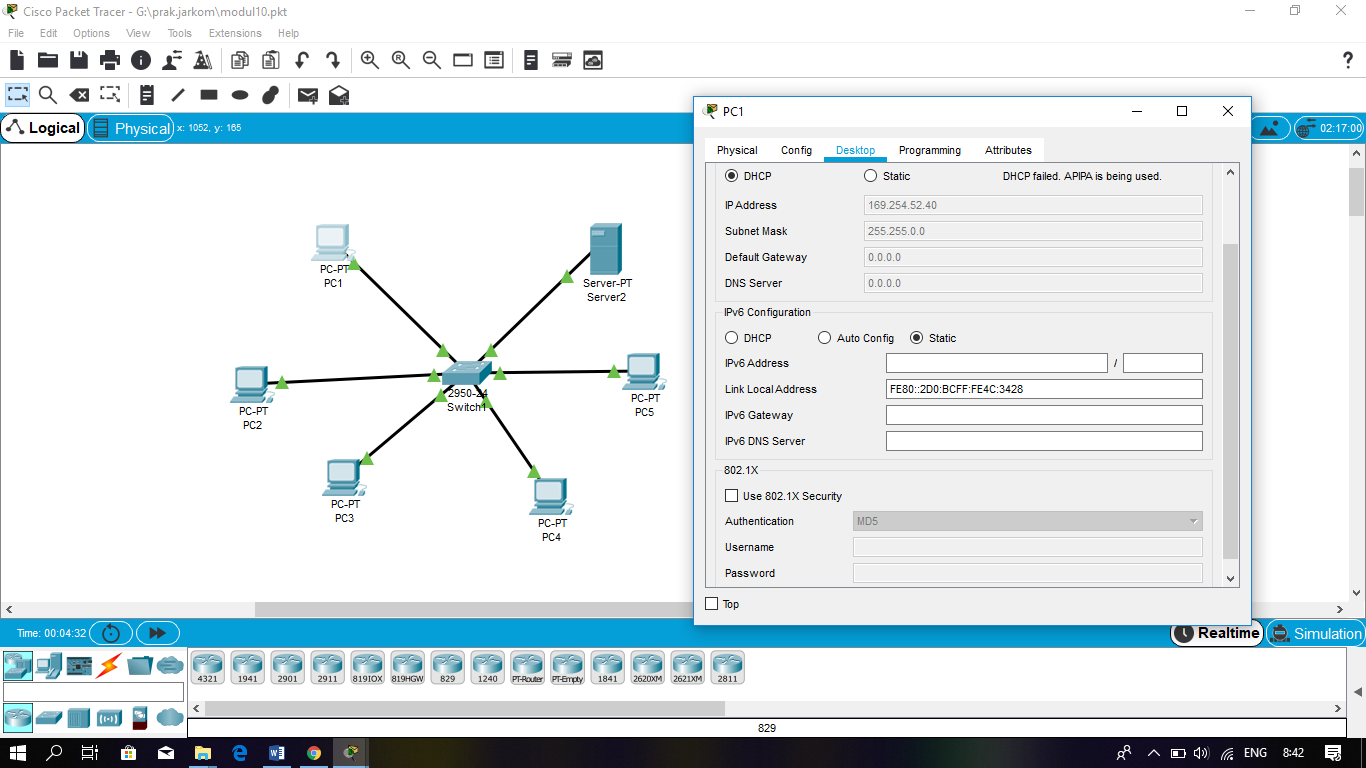 Cisco Packet Tracer - G:\prak.jarkom\modul10.pkt
File Edit Options View Tools Extensions Help
?
Logical Physical x: 1052, y: 165
02:17:00
PC-PT
PC1
Server-PT
Server2
PC-PT
PC2
2950-24
Switch1
PC-PT
PC5
PC-PT
PC3
PC-PT
PC4
PC1
Physical Config Desktop Programming Attributes
DHCP Static DHCP failed. APIPA is being used.
IP Address 169.254.52.40
Subnet Mask 255.255.0.0
Default Gateway 0.0.0.0
DNS Server 0.0.0.0
IPv6 Configuration
DHCP Auto Config Static
IPv6 Address /
Link Local Address FE80::2D0:BCFF:FE4C:3428
IPv6 Gateway
IPv6 DNS Server
802.1X
Use 802.1X Security
Authentication MD5
Username
Password
Top
Time: 00:04:32 Realtime Simulation
4321 1941 2901 2911 819IOX 819HGW 829 1240 PT-Router PT-Empty 1841 2620XM 2621XM 2811
829
ENG 8:42